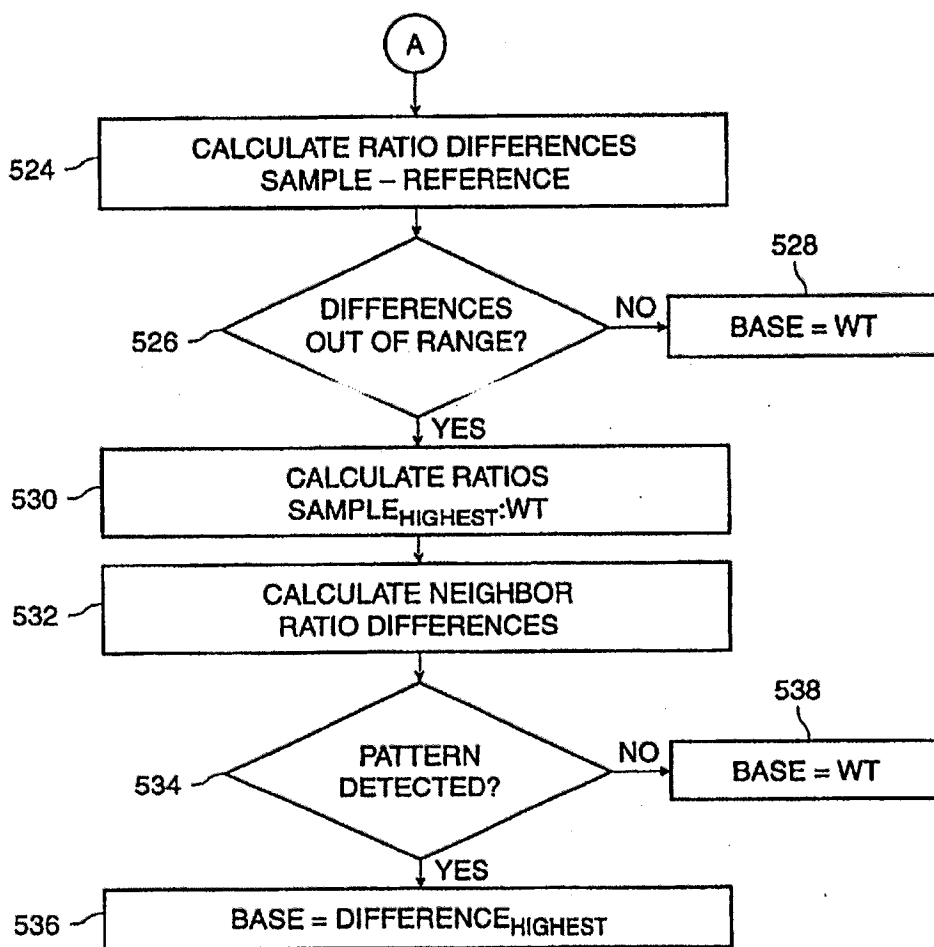 A
524
CALCULATE RATIO DIFFERENCES
SAMPLE – REFERENCE
526
DIFFERENCES
OUT OF RANGE?
NO
528
BASE = WT
YES
530
CALCULATE RATIOS
SAMPLEHIGHEST:WT
532
CALCULATE NEIGHBOR
RATIO DIFFERENCES
534
PATTERN
DETECTED?
NO
538
BASE = WT
YES
536
BASE = DIFFERENCEHIGHEST